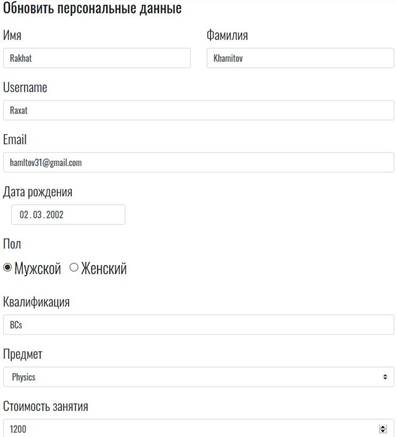 Обновить персональные данные
Имя Фамилия
Rakhat Khamitov
Username
Raxat
Email
hamltov31@gmail.com
Дата рождения
02.03.2002
Пол
Мужской Женский
Квалификация
BCs
Предмет
Physics
Стоимость занятия
1200